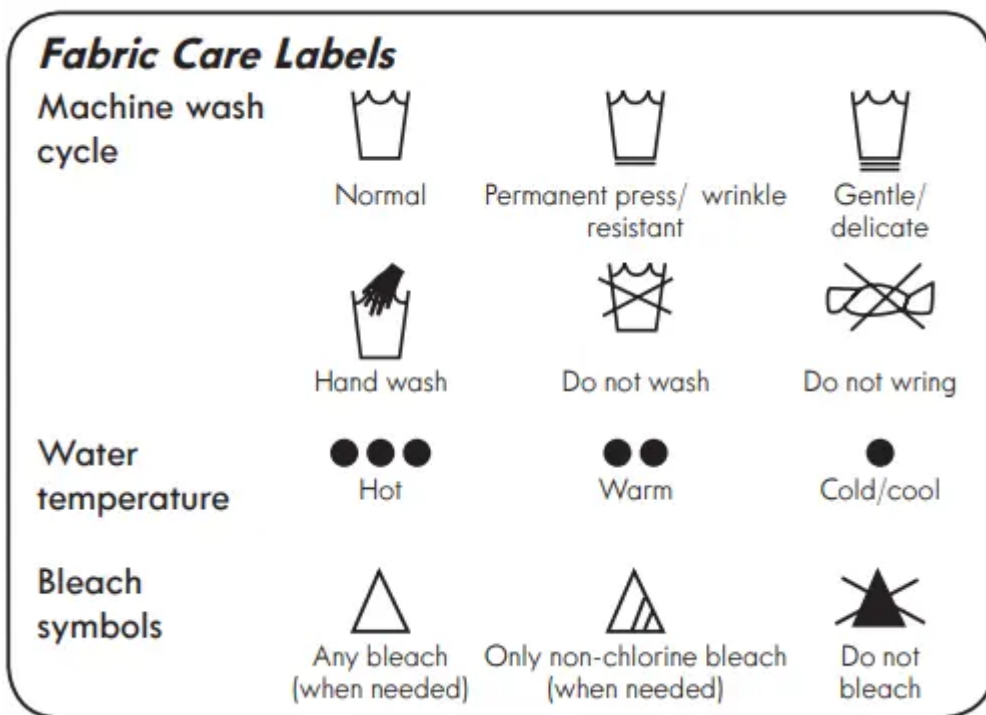 Fabric Care Labels
Machine wash
cycle
Normal
Permanent press/ wrinkle
resistant
Gentle/
delicate
Hand wash
Do not wash
Do not wring
Water
temperature
Hot
Warm
Cold/cool
Bleach
symbols
Any bleach
(when needed)
Only non-chlorine bleach
(when needed)
Do not
bleach